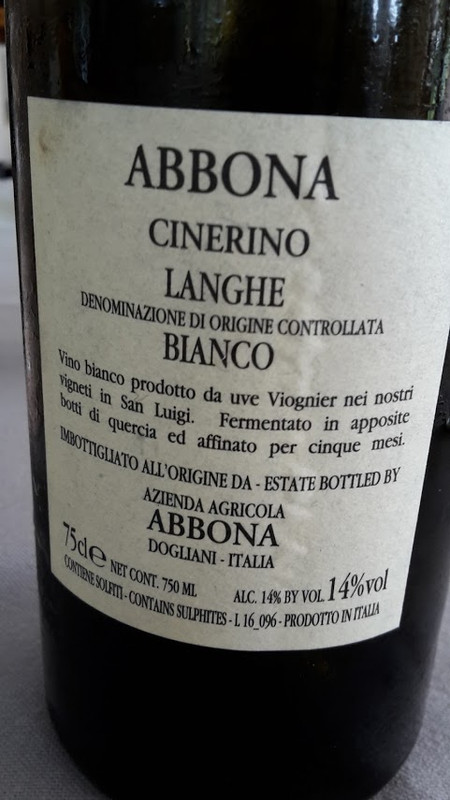 ABBONA
CINERINO
LANGHE
DENOMINAZIONE DI ORIGINE CONTROLLATA
BIANCO
Vino bianco prodotto da uve Viognier nei nostri
vigneti in San Luigi. Fermentato in apposite
botti di quercia ed affinato per cinque mesi.
IMBOTTIGLIATO ALL'ORIGINE DA - ESTATE BOTTLED BY
AZIENDA AGRICOLA
ABBONA
DOGLIANI - ITALIA
75cl e NET CONT. 750 ML ALC. 14% BY VOL. 14%vol
CONTIENE SOLFITI - CONTAINS SULPHITES - L 16_096 - PRODOTTO IN ITALIA